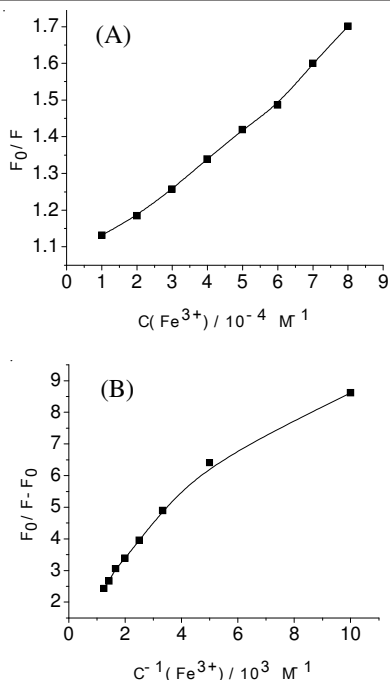 (A)
1.7
1.6
1.5
1.4
1.3
1.2
1.1
F₀/F
0 1 2 3 4 5 6 7 8 9
C(Fe³⁺)/10⁻⁴ M⁻¹
(B)
9
8
7
6
5
4
3
2
F₀/F-F₀
0 2 4 6 8 10
C⁻¹(Fe³⁺)/10³ M⁻¹